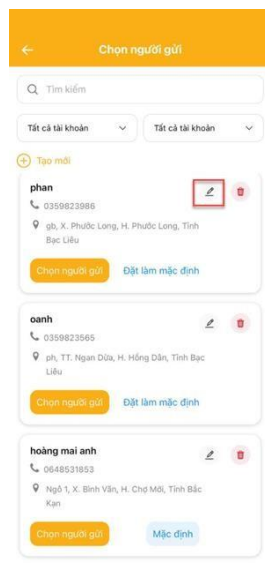 Chọn người gửi
Tìm kiếm
Tất cả tài khoản Tất cả tài khoản
Tạo mới
phan
0359823986
gb, X. Phước Long, H. Phước Long, Tỉnh
Bạc Liêu
Chọn người gửi Đặt làm mặc định
oanh
0359823565
ph, TT. Ngan Dừa, H. Hồng Dân, Tỉnh Bạc
Liêu
Chọn người gửi Đặt làm mặc định
hoàng mai anh
0648531853
Ngõ 1, X. Bình Văn, H. Chợ Mới, Tỉnh Bắc
Kạn
Chọn người gửi Mặc định